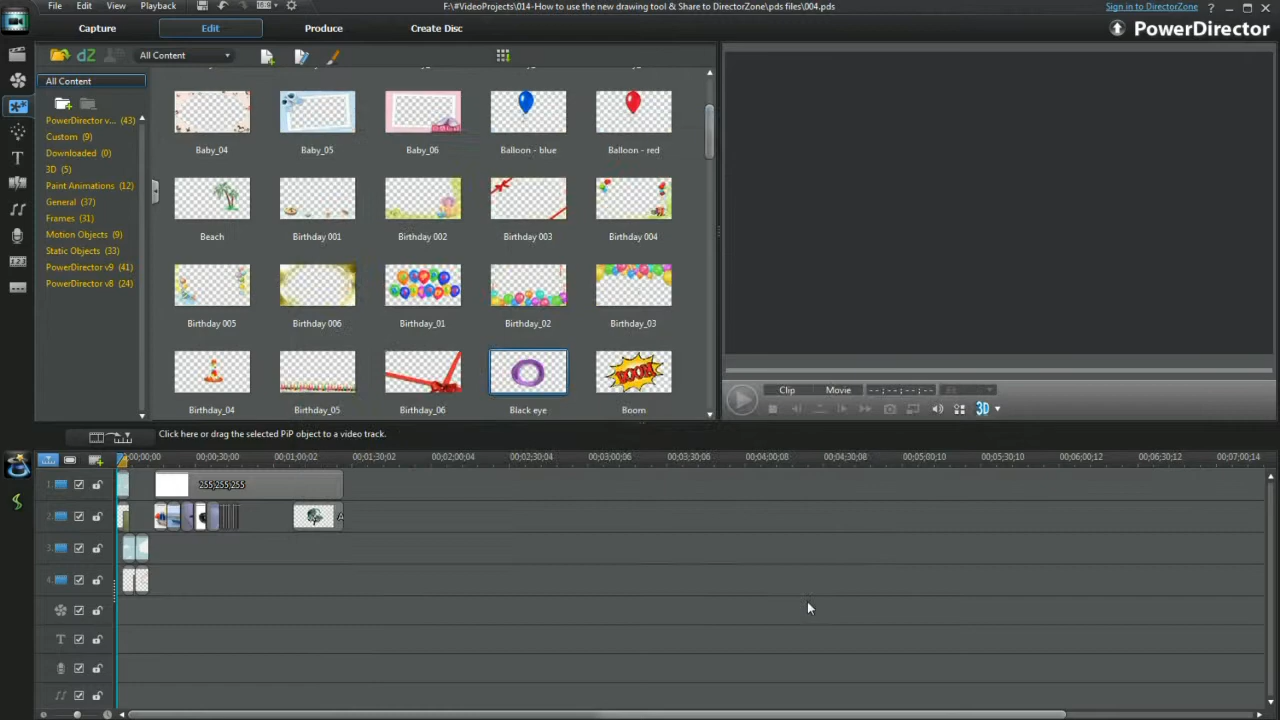 File Edit View Playback F:\#VideoProjects\014-How to use the new drawing tool & Share to DirectorZone\pds files\004.pds Sign in to DirectorZone ?
Capture Edit Produce Create Disc PowerDirector
dZ All Content
All Content
PowerDirector v... (43)
Custom (9)
Downloaded (0)
3D (5)
Paint Animations (12)
General (37)
Frames (31)
Motion Objects (9)
Static Objects (33)
PowerDirector v9 (41)
PowerDirector v8 (24)
Baby_04 Baby_05 Baby_06 Balloon - blue Balloon - red
Beach Birthday 001 Birthday 002 Birthday 003 Birthday 004
Birthday 005 Birthday 006 Birthday_01 Birthday_02 Birthday_03
BOOM
Birthday_04 Birthday_05 Birthday_06 Black eye Boom
Clip Movie --:--:--:--
3D
Click here or drag the selected PiP object to a video track.
00;00;00 00;00;30;00 00;01;00;02 00;01;30;02 00;02;00;04 00;02;30;04 00;03;00;06 00;03;30;06 00;04;00;08 00;04;30;08 00;05;00;10 00;05;30;10 00;06;00;12 00;06;30;12 00;07;00;14
1. 255;255;255
2. A
3.
4.
T